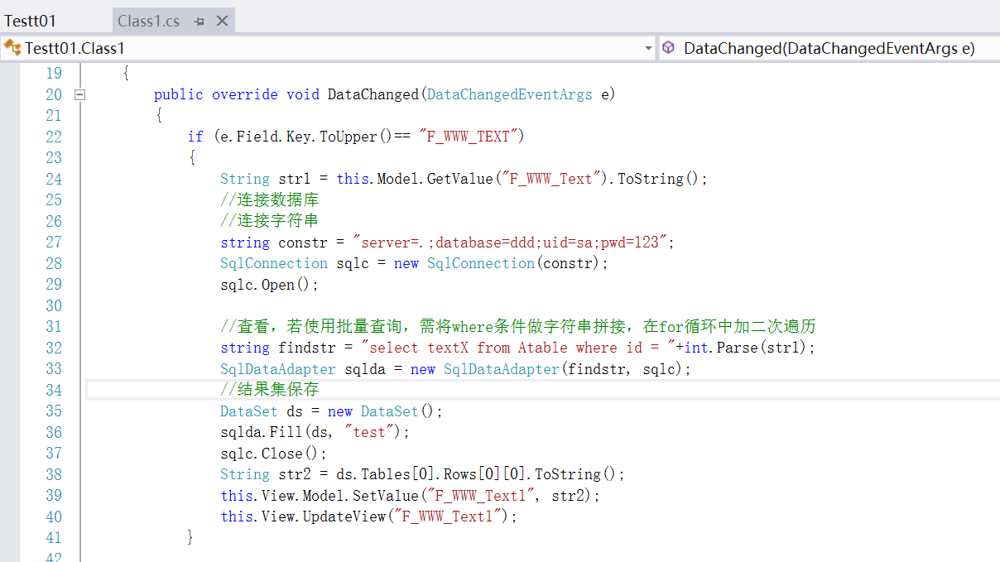 Testt01
Class1.cs
Testt01.Class1
DataChanged(DataChangedEventArgs e)
19 {
20 public override void DataChanged(DataChangedEventArgs e)
21 {
22 if (e.Field.Key.ToUpper()== "F_WWW_TEXT")
23 {
24 String str1 = this.Model.GetValue("F_WWW_Text").ToString();
25 //连接数据库
26 //连接字符串
27 string constr = "server=.;database=ddd;uid=sa;pwd=123";
28 SqlConnection sqlc = new SqlConnection(constr);
29 sqlc.Open();
30
31 //查看，若使用批量查询，需将where条件做字符串拼接，在for循环中加二次遍历
32 string findstr = "select textX from Atable where id = "+int.Parse(str1);
33 SqlDataAdapter sqlda = new SqlDataAdapter(findstr, sqlc);
34 //结果集保存
35 DataSet ds = new DataSet();
36 sqlda.Fill(ds, "test");
37 sqlc.Close();
38 String str2 = ds.Tables[0].Rows[0][0].ToString();
39 this.View.Model.SetValue("F_WWW_Text1", str2);
40 this.View.UpdateView("F_WWW_Text1");
41 }
42